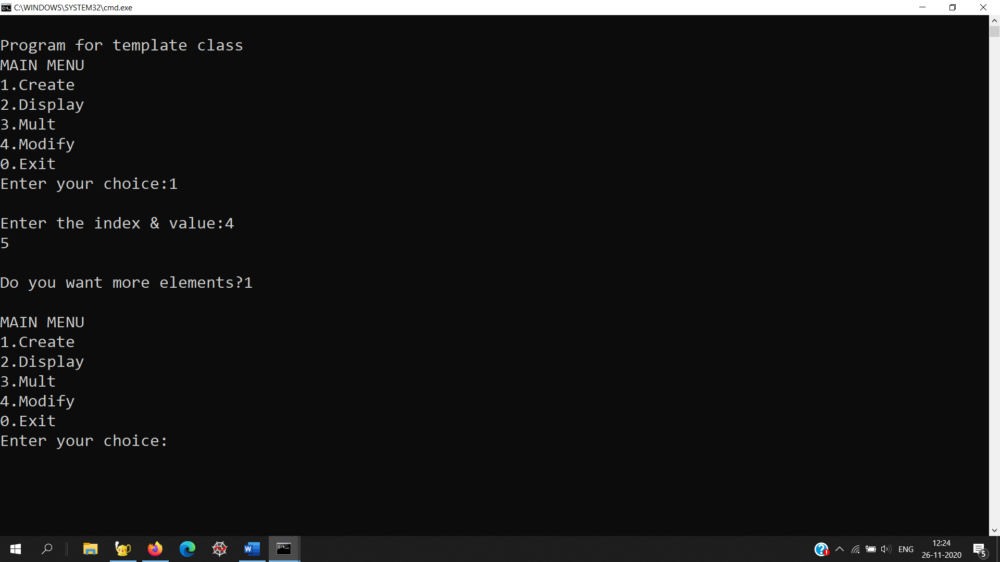 C:\WINDOWS\SYSTEM32\cmd.exe
Program for template class
MAIN MENU
1.Create
2.Display
3.Mult
4.Modify
0.Exit
Enter your choice:1
Enter the index & value:4
5
Do you want more elements?1
MAIN MENU
1.Create
2.Display
3.Mult
4.Modify
0.Exit
Enter your choice:
ENG
12:24
26-11-2020
5